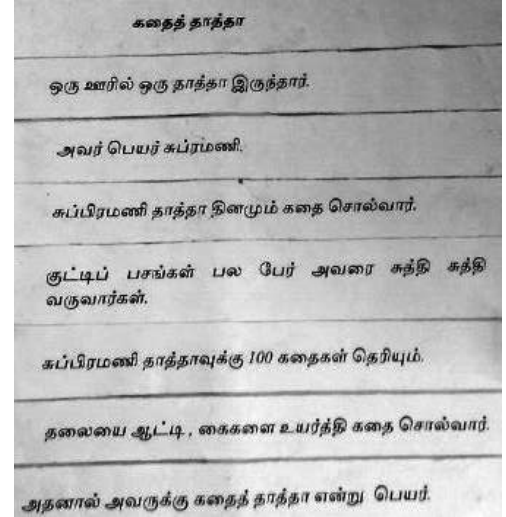 கதைத் தாத்தா
ஒரு ஊரில் ஒரு தாத்தா இருந்தார்.
அவர் பெயர் சுப்ரமணி.
சுப்பிரமணி தாத்தா தினமும் கதை சொல்வார்.
குட்டிப் பசங்கள் பல பேர் அவரை சுத்தி சுத்தி
வருவார்கள்.
சுப்பிரமணி தாத்தாவுக்கு 100 கதைகள் தெரியும்.
தலையை ஆட்டி , கைகளை உயர்த்தி கதை சொல்வார்.
அதனால் அவருக்கு கதைத் தாத்தா என்று பெயர்.